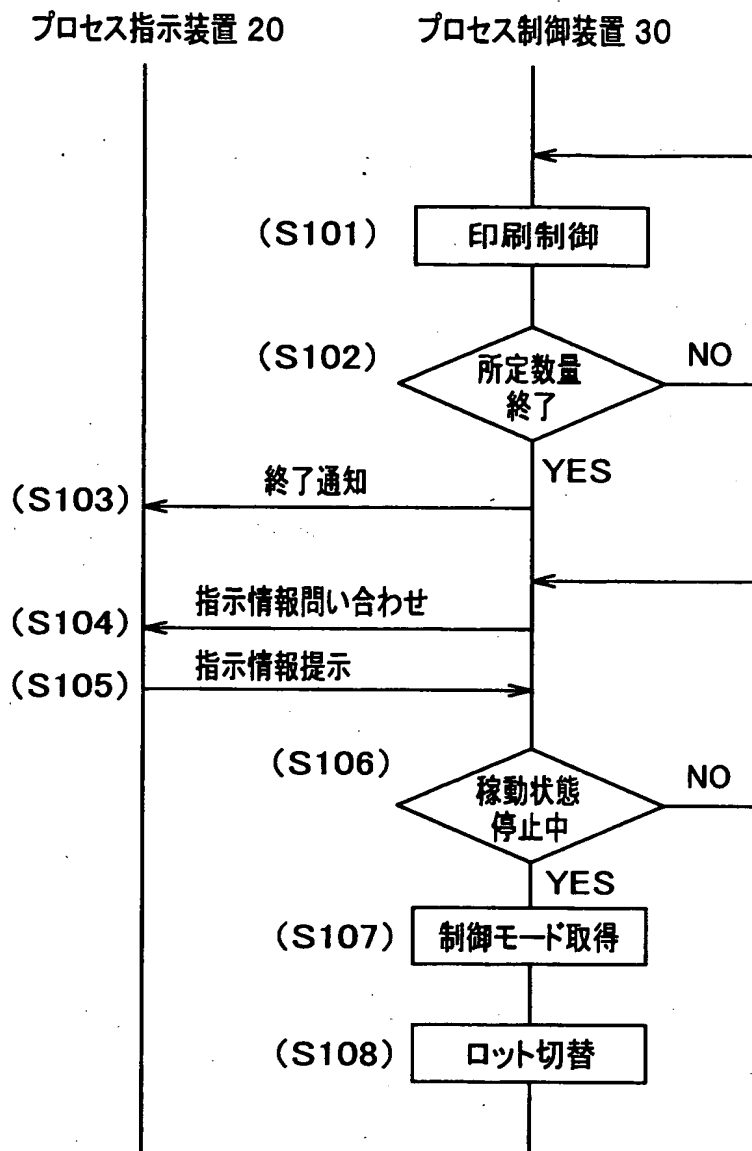 プロセス指示装置 20
プロセス制御装置 30
(S101)
印刷制御
(S102)
所定数量
終了
NO
YES
(S103)
終了通知
(S104)
指示情報問い合わせ
(S105)
指示情報提示
(S106)
稼動状態
停止中
NO
YES
(S107)
制御モード取得
(S108)
ロット切替